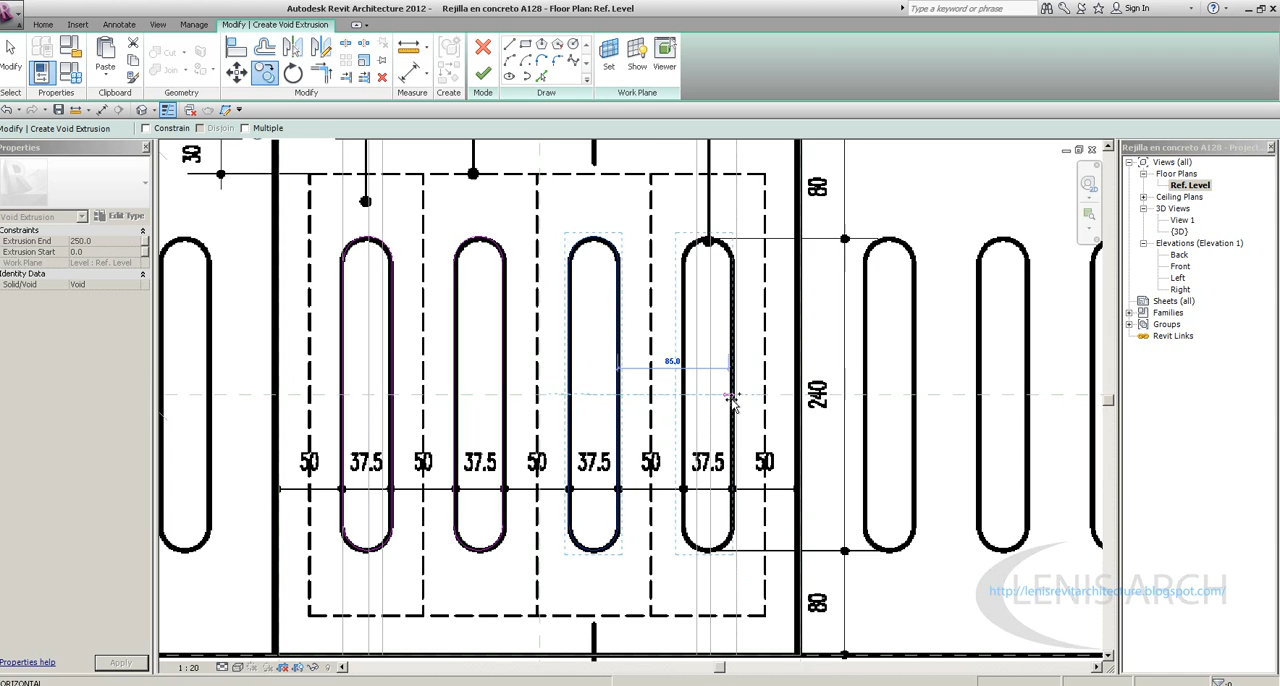 Autodesk Revit Architecture 2012 - Rejilla en concreto A128 - Floor Plan: Ref. Level
Type a keyword or phrase
Sign In
Home Insert Annotate View Manage Modify | Create Void Extrusion
Modify
Paste
Cut
Join
Set Show Viewer
Select Properties Clipboard Geometry Modify Measure Create Mode Draw Work Plane
Modify | Create Void Extrusion
Constrain Disjoin Multiple
Properties
Void Extrusion
Edit Type
Constraints
Extrusion End 250.0
Extrusion Start 0.0
Work Plane Level : Ref. Level
Identity Data
Solid/Void Void
Properties help
Apply
30
80
85.0
240
50 37.5 50 37.5 50 37.5 50 37.5 50
80
1 : 20
HORIZONTAL
:0
Rejilla en concreto A128 - Project...
Views (all)
Floor Plans
Ref. Level
Ceiling Plans
3D Views
View 1
{3D}
Elevations (Elevation 1)
Back
Front
Left
Right
Sheets (all)
Families
Groups
Revit Links
LENIS ARCH
http://lenisrevitarchitecture.blogspot.com/